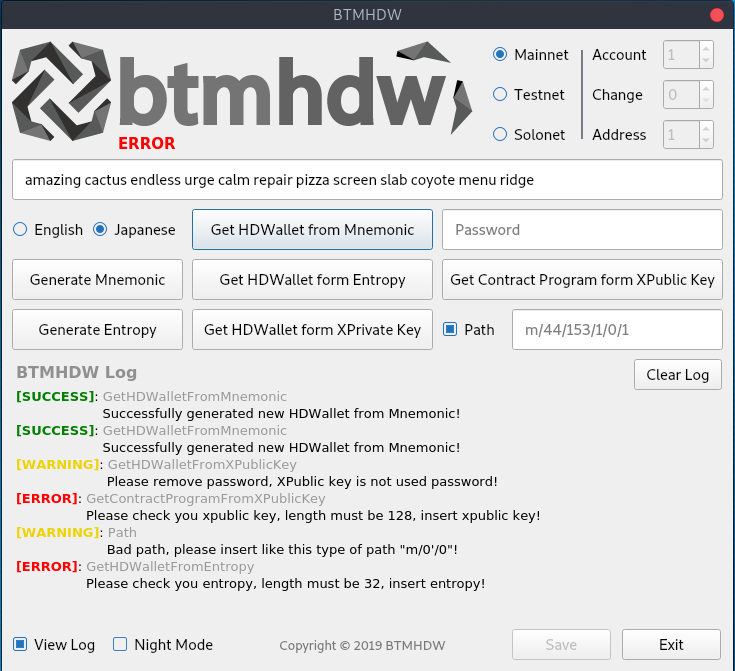 BTMHDW
btmhdw
ERROR
Mainnet Account 1
Testnet Change 0
Solonet Address 1
amazing cactus endless urge calm repair pizza screen slab coyote menu ridge
English Japanese Get HDWallet from Mnemonic Password
Generate Mnemonic Get HDWallet form Entropy Get Contract Program form XPublic Key
Generate Entropy Get HDWallet form XPrivate Key Path m/44/153/1/0/1
BTMHDW Log Clear Log
[SUCCESS]: GetHDWalletFromMnemonic
Successfully generated new HDWallet from Mnemonic!
[SUCCESS]: GetHDWalletFromMnemonic
Successfully generated new HDWallet from Mnemonic!
[WARNING]: GetHDWalletFromXPublicKey
Please remove password, XPublic key is not used password!
[ERROR]: GetContractProgramFromXPublicKey
Please check you xpublic key, length must be 128, insert xpublic key!
[WARNING]: Path
Bad path, please insert like this type of path "m/0'/0"!
[ERROR]: GetHDWalletFromEntropy
Please check you entropy, length must be 32, insert entropy!
View Log Night Mode Copyright © 2019 BTMHDW Save Exit